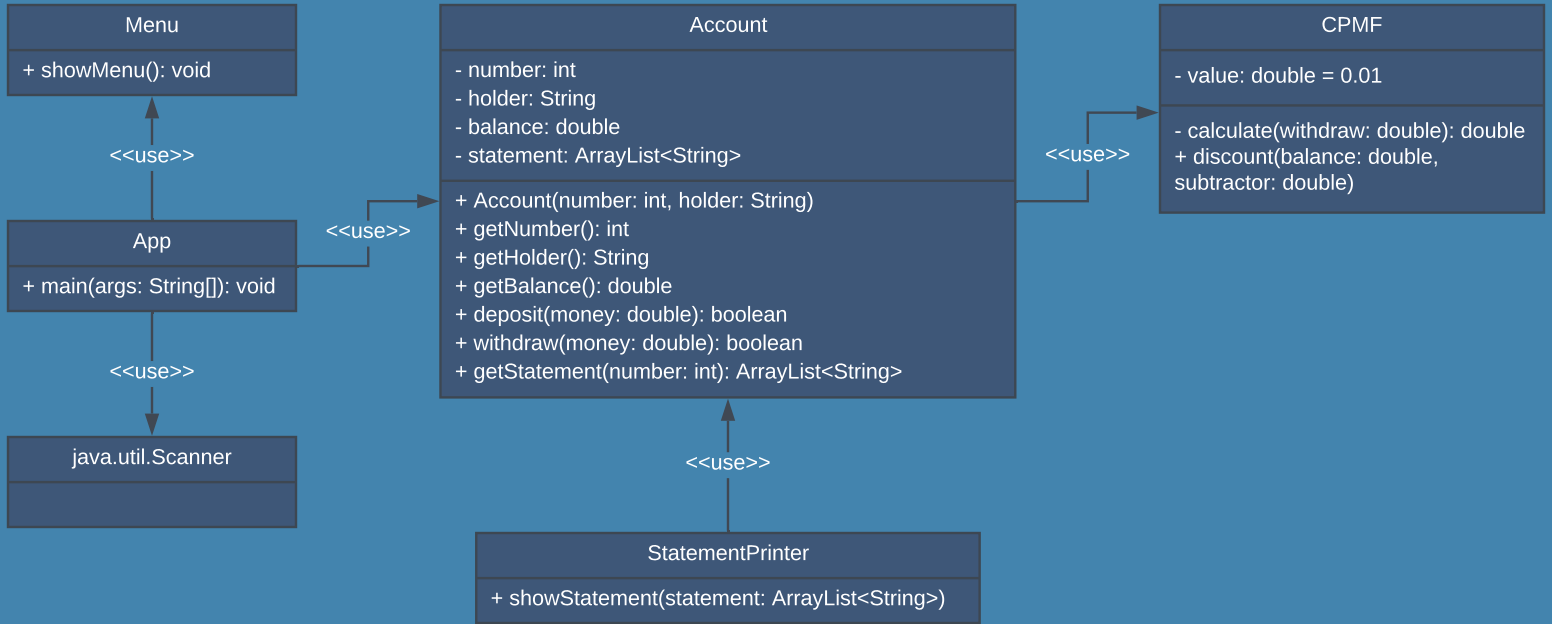 Menu
+ showMenu(): void
<<use>>
App
+ main(args: String[]): void
<<use>>
java.util.Scanner
<<use>>
Account
- number: int
- holder: String
- balance: double
- statement: ArrayList<String>
+ Account(number: int, holder: String)
+ getNumber(): int
+ getHolder(): String
+ getBalance(): double
+ deposit(money: double): boolean
+ withdraw(money: double): boolean
+ getStatement(number: int): ArrayList<String>
<<use>>
StatementPrinter
+ showStatement(statement: ArrayList<String>)
<<use>>
CPMF
- value: double = 0.01
- calculate(withdraw: double): double
+ discount(balance: double,
subtractor: double)